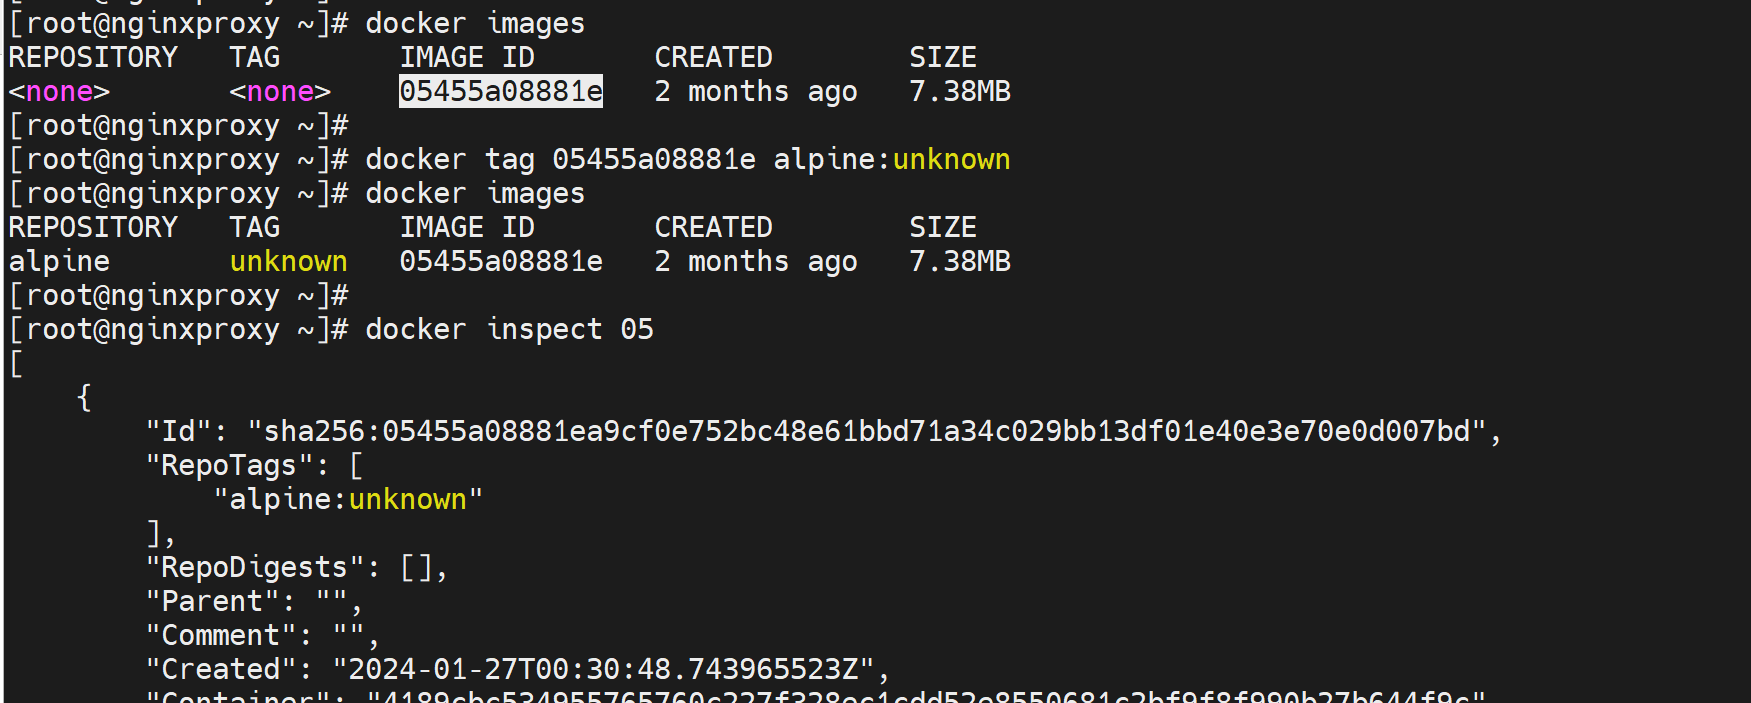 [root@nginxproxy ~]# docker images
REPOSITORY   TAG       IMAGE ID       CREATED        SIZE
<none>       <none>    05455a08881e   2 months ago   7.38MB
[root@nginxproxy ~]#
[root@nginxproxy ~]# docker tag 05455a08881e alpine:unknown
[root@nginxproxy ~]# docker images
REPOSITORY   TAG       IMAGE ID       CREATED        SIZE
alpine       unknown   05455a08881e   2 months ago   7.38MB
[root@nginxproxy ~]#
[root@nginxproxy ~]# docker inspect 05
[
    {
        "Id": "sha256:05455a08881ea9cf0e752bc48e61bbd71a34c029bb13df01e40e3e70e0d007bd",
        "RepoTags": [
            "alpine:unknown"
        ],
        "RepoDigests": [],
        "Parent": "",
        "Comment": "",
        "Created": "2024-01-27T00:30:48.743965523Z",
        "Container":